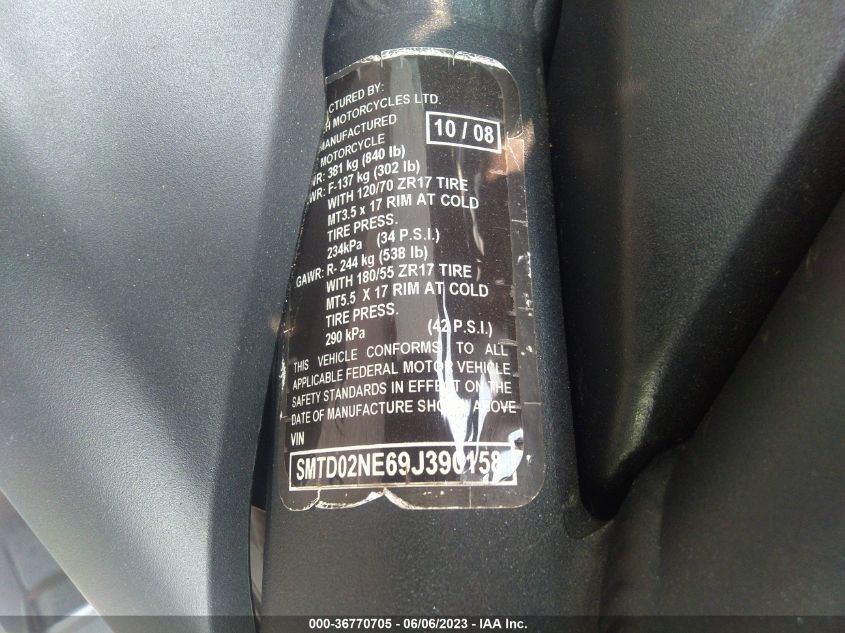 ACTURED BY:
H MOTORCYCLES LTD.
MANUFACTURED
10 / 08
MOTORCYCLE
WR: 381 kg (840 lb)
WR: F-137 kg (302 lb)
WITH 120/70 ZR17 TIRE
MT3.5 x 17 RIM AT COLD
TIRE PRESS.
234kPa (34 P.S.I.)
GAWR: R- 244 kg (538 lb)
WITH 180/55 ZR17 TIRE
MT5.5 X 17 RIM AT COLD
TIRE PRESS.
290 kPa (42 P.S.I.)
THIS VEHICLE CONFORMS TO ALL
APPLICABLE FEDERAL MOTOR VEHICLE
SAFETY STANDARDS IN EFFECT ON THE
DATE OF MANUFACTURE SHOWN ABOVE
VIN
SMTD02NE69J390158
000-36770705 - 06/06/2023 - IAA Inc.